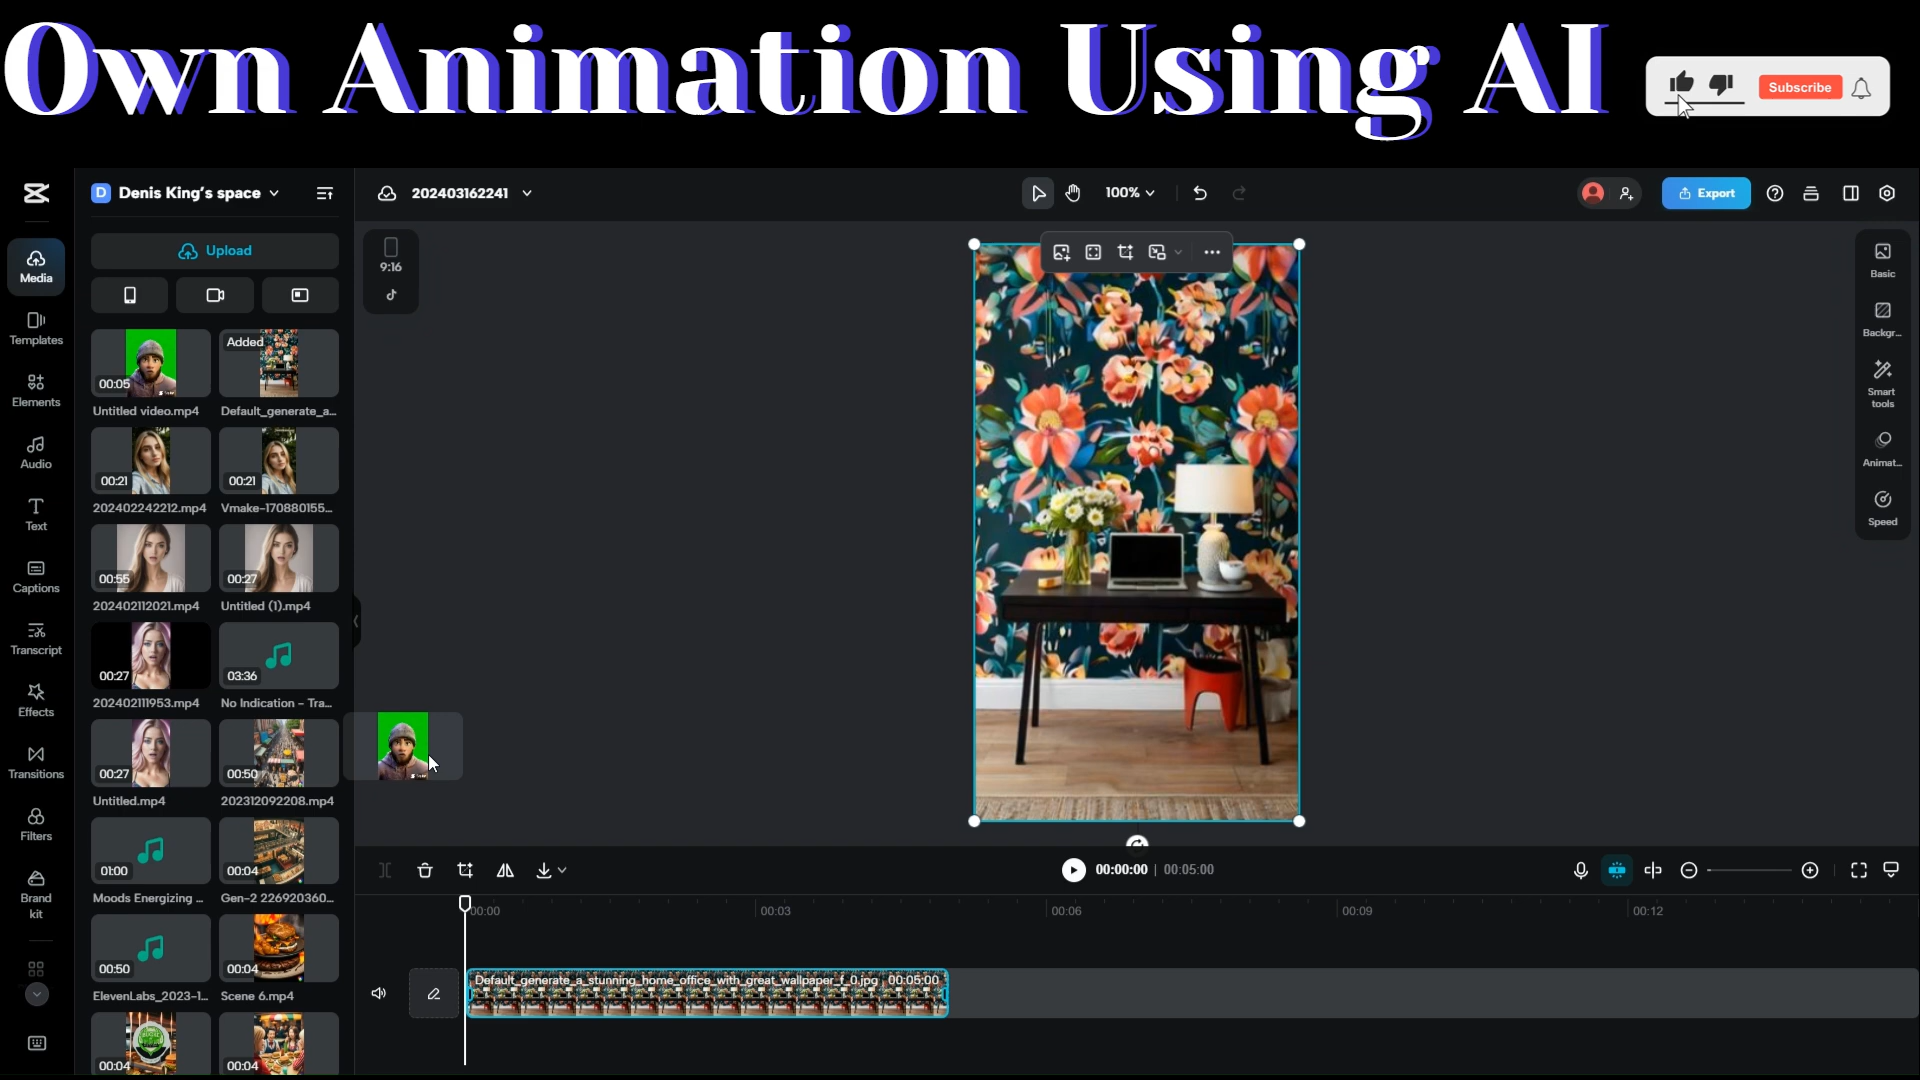 Own Animation Using AI
Subscribe
D Denis King's space
202403162241
100%
Export
Media
Templates
Elements
Audio
Text
Captions
Transcript
Effects
Transitions
Filters
Brand
kit
Upload
00:05
Untitled video.mp4
Added
Default_generate_a...
00:21
202402242212.mp4
00:21
Vmake-170880155...
00:55
202402112021.mp4
00:27
Untitled (1).mp4
00:27
202402111953.mp4
03:36
No Indication - Tra...
00:27
Untitled.mp4
00:50
202312092208.mp4
01:00
Moods Energizing ...
00:04
Gen-2 226920360...
00:50
ElevenLabs_2023-1...
00:04
Scene 6.mp4
00:04
00:04
9:16
Basic
Backgr...
Smart
tools
Animat...
Speed
00:00:00 | 00:05:00
00:00
00:03
00:06
00:09
00:12
Default_generate_a_stunning_home_office_with_great_wallpaper_f_0.jpg 00:05:00